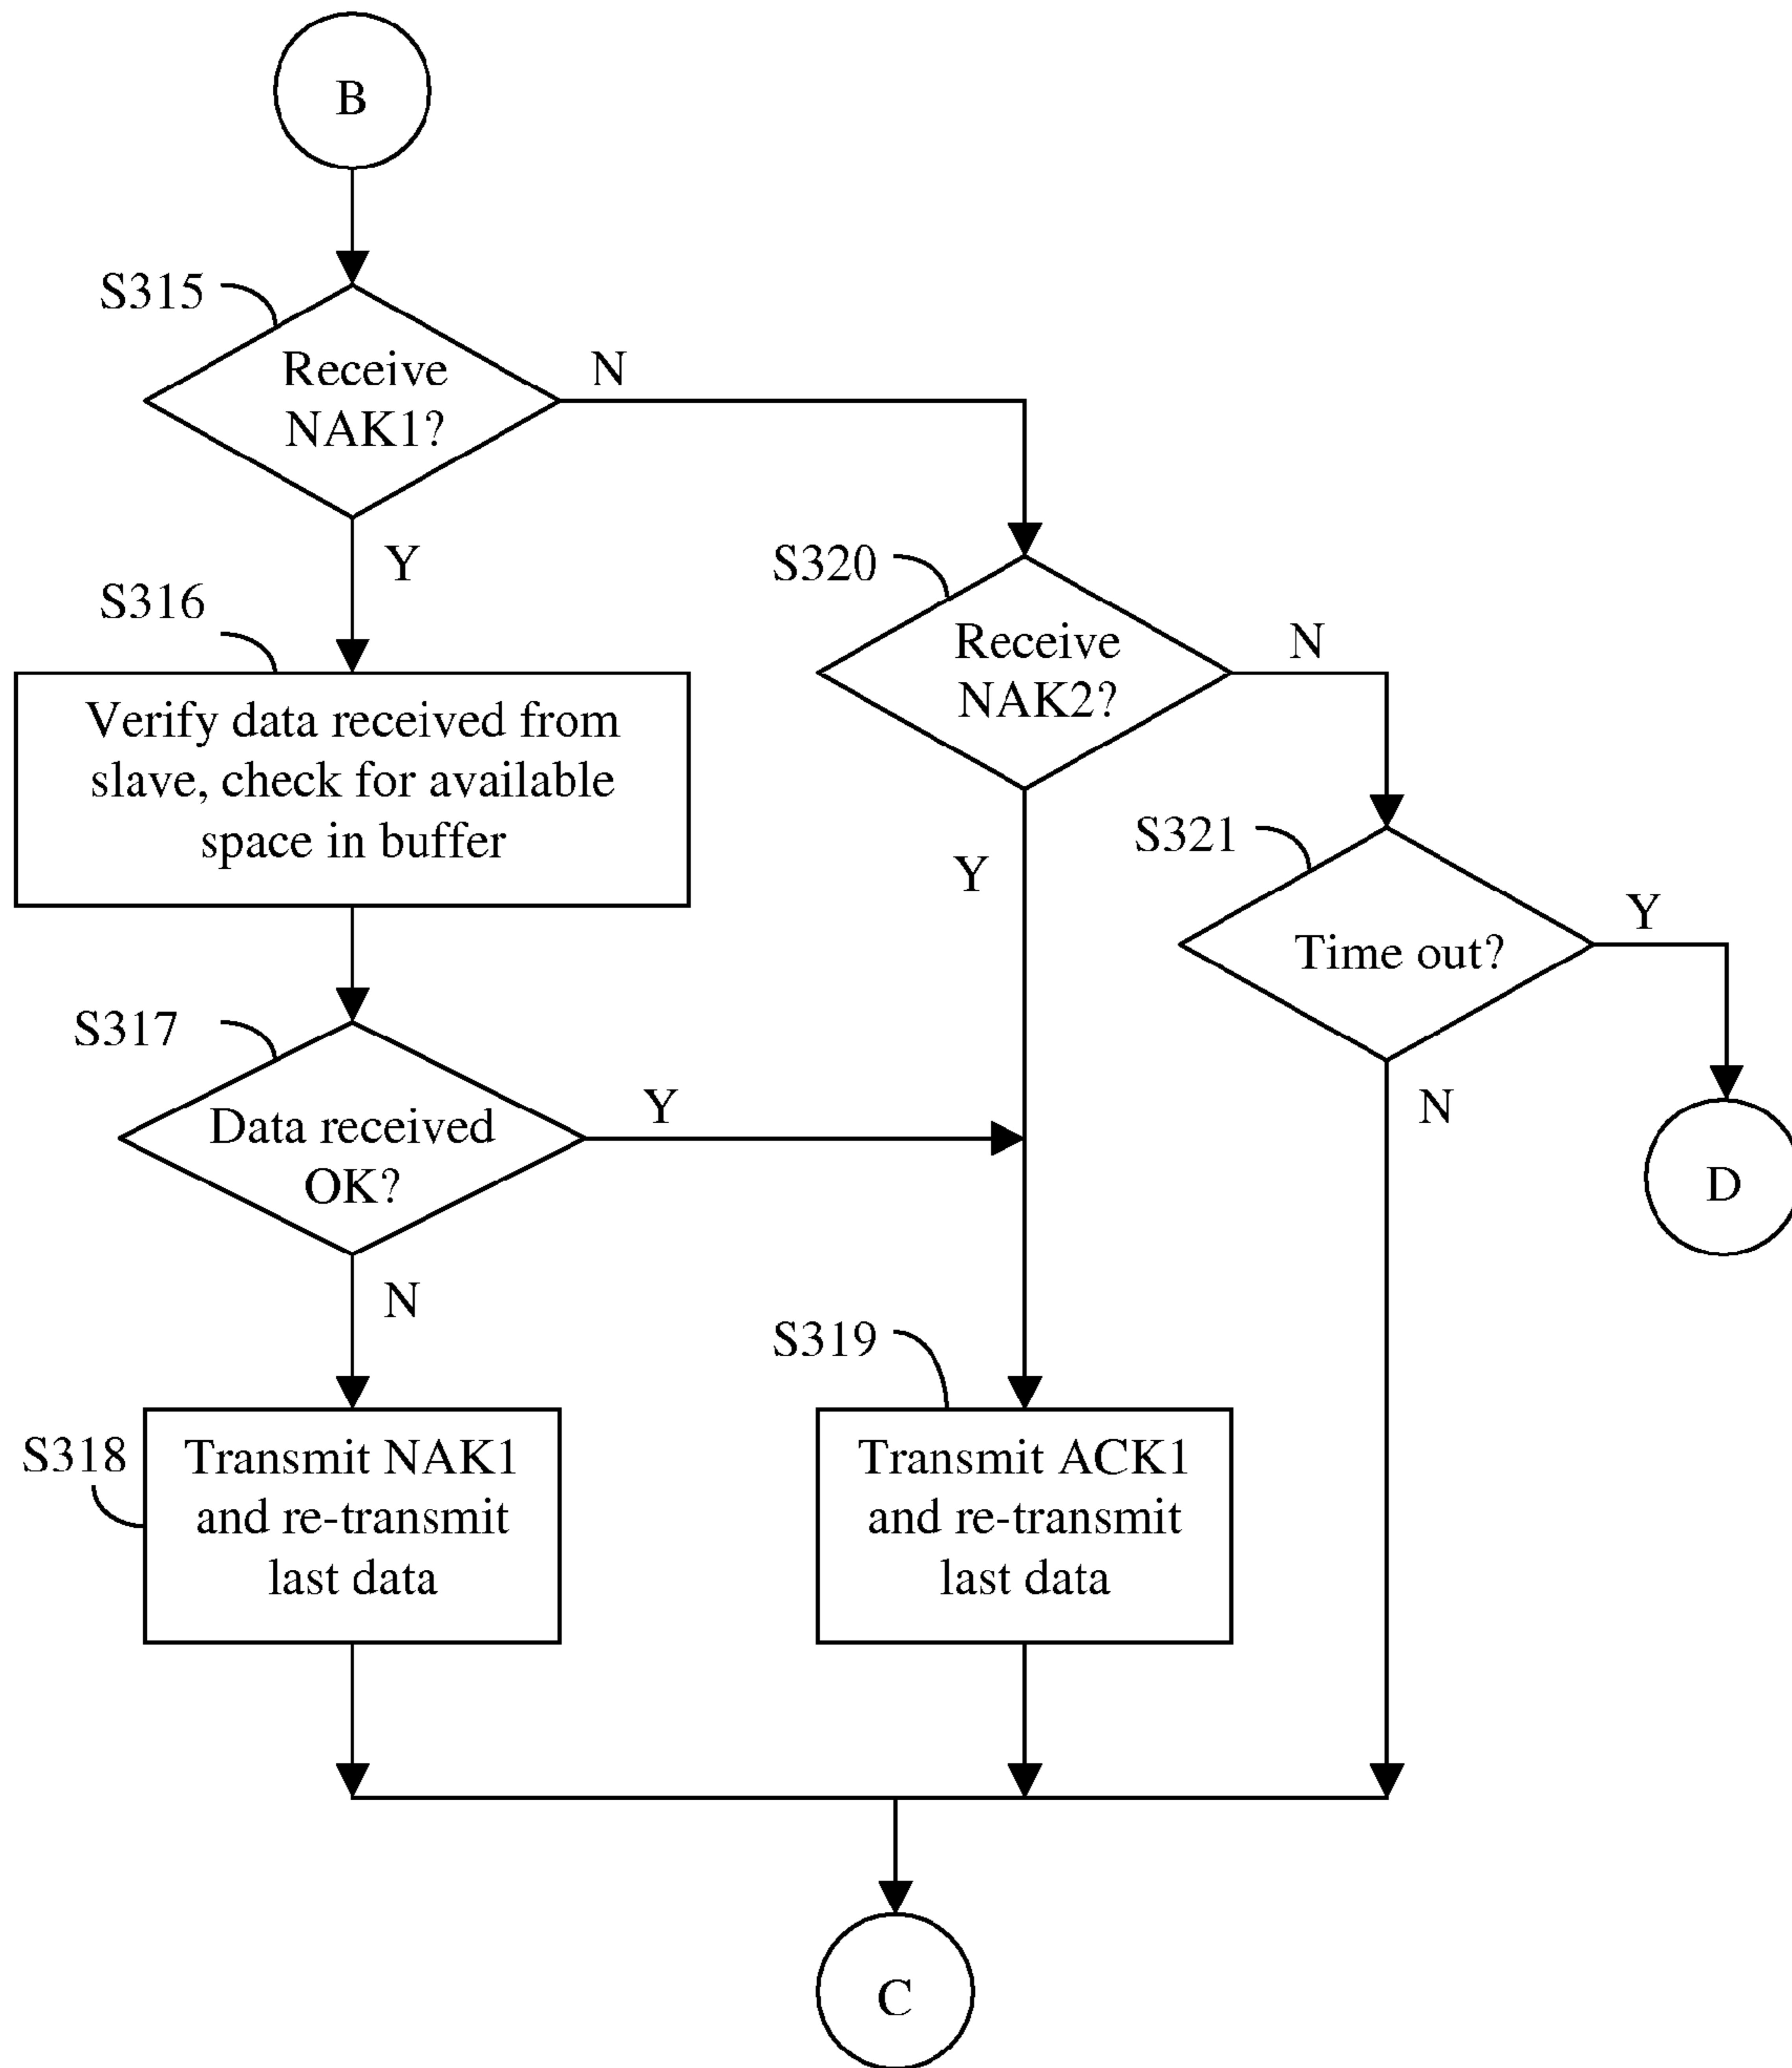 B
S315
Receive
NAK1?
N
Y
S316
Verify data received from
slave, check for available
space in buffer
S320
Receive
NAK2?
N
Y
S321
Time out?
Y
N
D
S317
Data received
OK?
Y
N
S318
Transmit NAK1
and re-transmit
last data
S319
Transmit ACK1
and re-transmit
last data
C